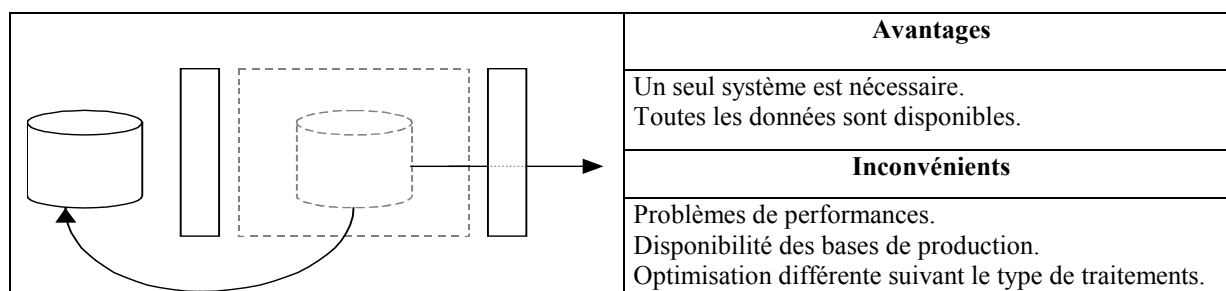 Avantages
Un seul système est nécessaire.
Toutes les données sont disponibles.
Inconvénients
Problèmes de performances.
Disponibilité des bases de production.
Optimisation différente suivant le type de traitements.